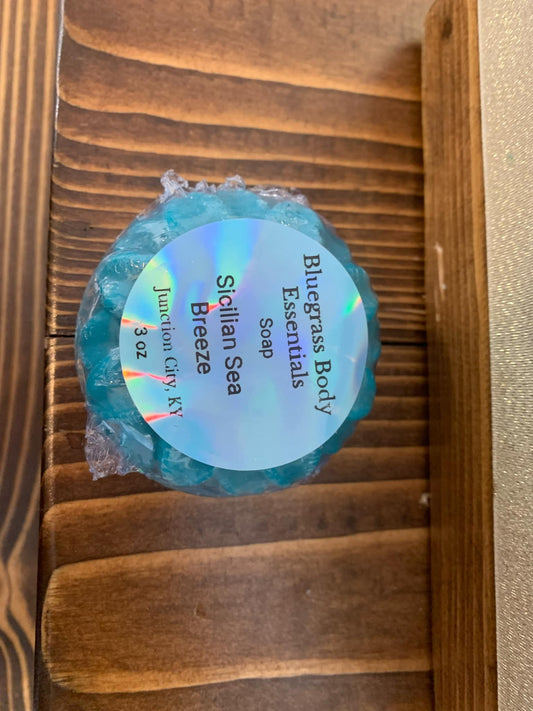 Bluegrass Body
Essentials
Soap
Sicilian Sea
Breeze
Junction City, KY
3 oz